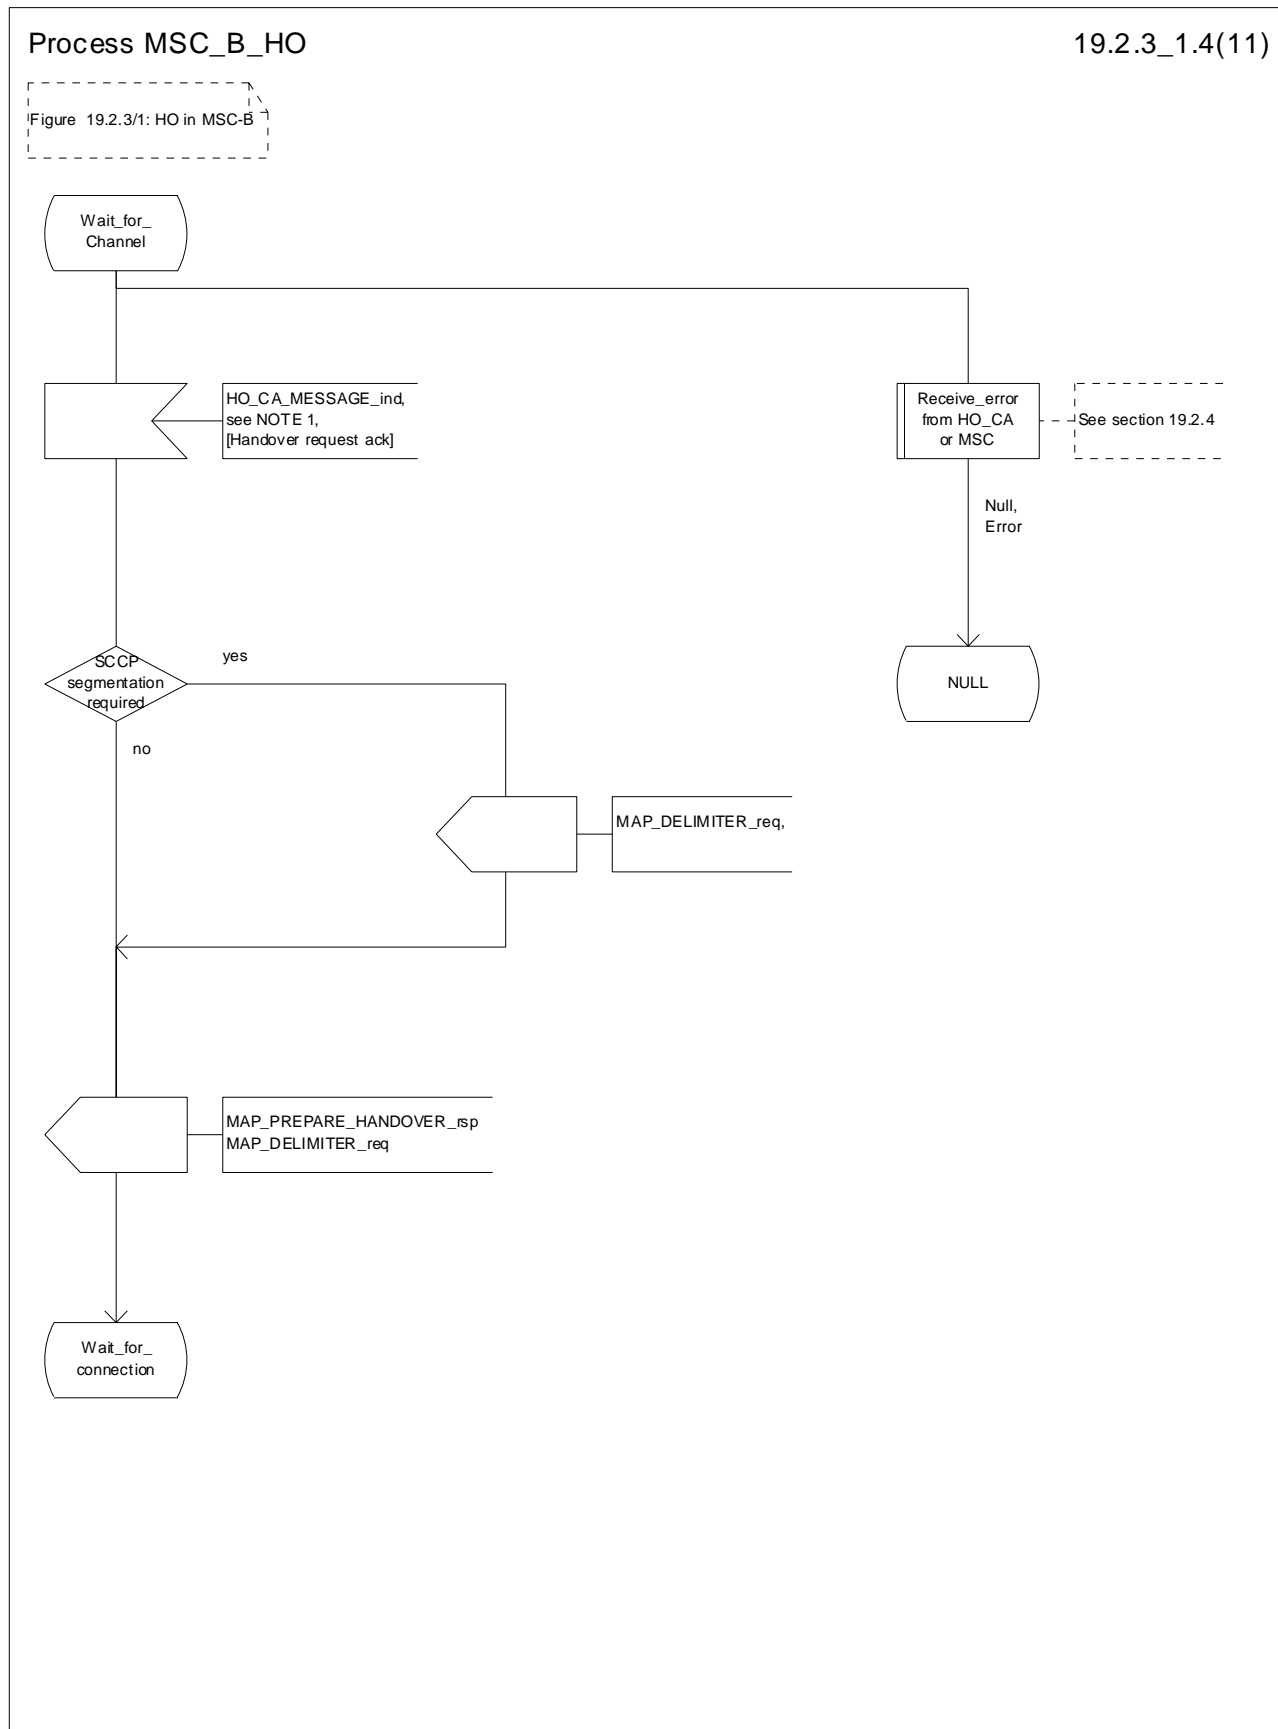 Process MSC_B_HO
19.2.3_1.4(11)
Figure 19.2.3/1: HO in MSC-B
Wait_for_
Channel
HO_CA_MESSAGE_ind,
see NOTE 1,
[Handover request ack]
Receive_error
from HO_CA
or MSC
See section 19.2.4
Null,
Error
SCCP
segmentation
required
yes
no
NULL
MAP_DELIMITER_req,
MAP_PREPARE_HANDOVER_rsp
MAP_DELIMITER_req
Wait_for_
connection